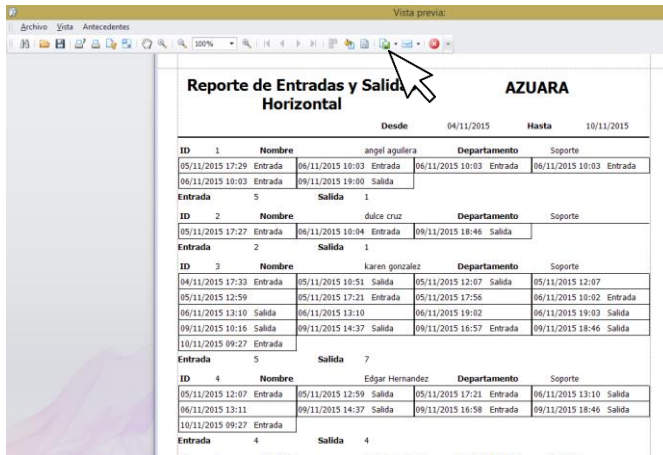 Vista previa:
Archivo Vista Antecedentes
100%
Reporte de Entradas y Salida
Horizontal
AZUARA
Desde 04/11/2015 Hasta 10/11/2015
ID 1 Nombre angel aguilera Departamento Soporte
05/11/2015 17:29 Entrada 06/11/2015 10:03 Entrada 06/11/2015 10:03 Entrada 06/11/2015 10:03 Entrada
06/11/2015 10:03 Entrada 09/11/2015 19:00 Salida
Entrada 5 Salida 1
ID 2 Nombre dulce cruz Departamento Soporte
05/11/2015 17:27 Entrada 06/11/2015 10:04 Entrada 09/11/2015 18:46 Salida
Entrada 2 Salida 1
ID 3 Nombre karen gonzalez Departamento Soporte
04/11/2015 17:33 Entrada 05/11/2015 10:51 Salida 05/11/2015 12:07 Salida 05/11/2015 12:07
05/11/2015 12:59 05/11/2015 17:21 Entrada 05/11/2015 17:56 06/11/2015 10:02 Entrada
06/11/2015 13:10 Salida 06/11/2015 13:10 06/11/2015 19:02 06/11/2015 19:03 Salida
09/11/2015 10:16 Salida 09/11/2015 14:37 Salida 09/11/2015 16:57 Entrada 09/11/2015 18:46 Salida
10/11/2015 09:27 Entrada
Entrada 5 Salida 7
ID 4 Nombre Edgar Hernandez Departamento Soporte
05/11/2015 12:07 Entrada 05/11/2015 12:59 Salida 05/11/2015 17:21 Entrada 06/11/2015 13:10 Salida
06/11/2015 13:11 09/11/2015 14:37 Salida 09/11/2015 16:58 Entrada 09/11/2015 18:46 Salida
10/11/2015 09:27 Entrada
Entrada 4 Salida 4